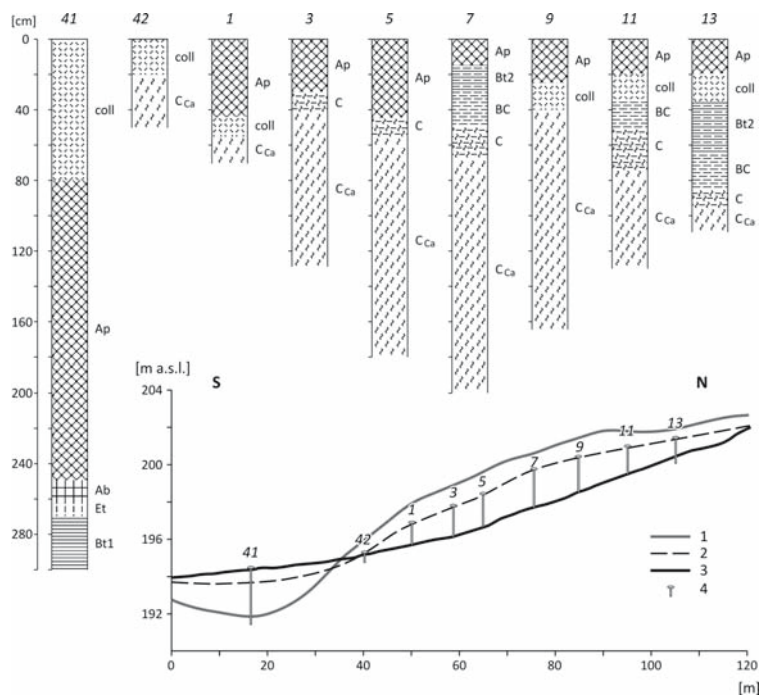 [cm] 41 42 1 3 5 7 9 11 13
0
40
80
120
160
200
240
280
coll
Ap
Ab
Et
Bt1
coll
CCa
Ap
coll
CCa
Ap
C
CCa
Ap
C
CCa
Ap
Bt2
BC
C
CCa
Ap
coll
CCa
Ap
coll
BC
C
CCa
Ap
coll
Bt2
BC
C
CCa
[m a.s.l.] S N
204
200
196
192
41 42 1 3 5 7 9 11 13
1
2
3
4
0 20 40 60 80 100 120
[m]